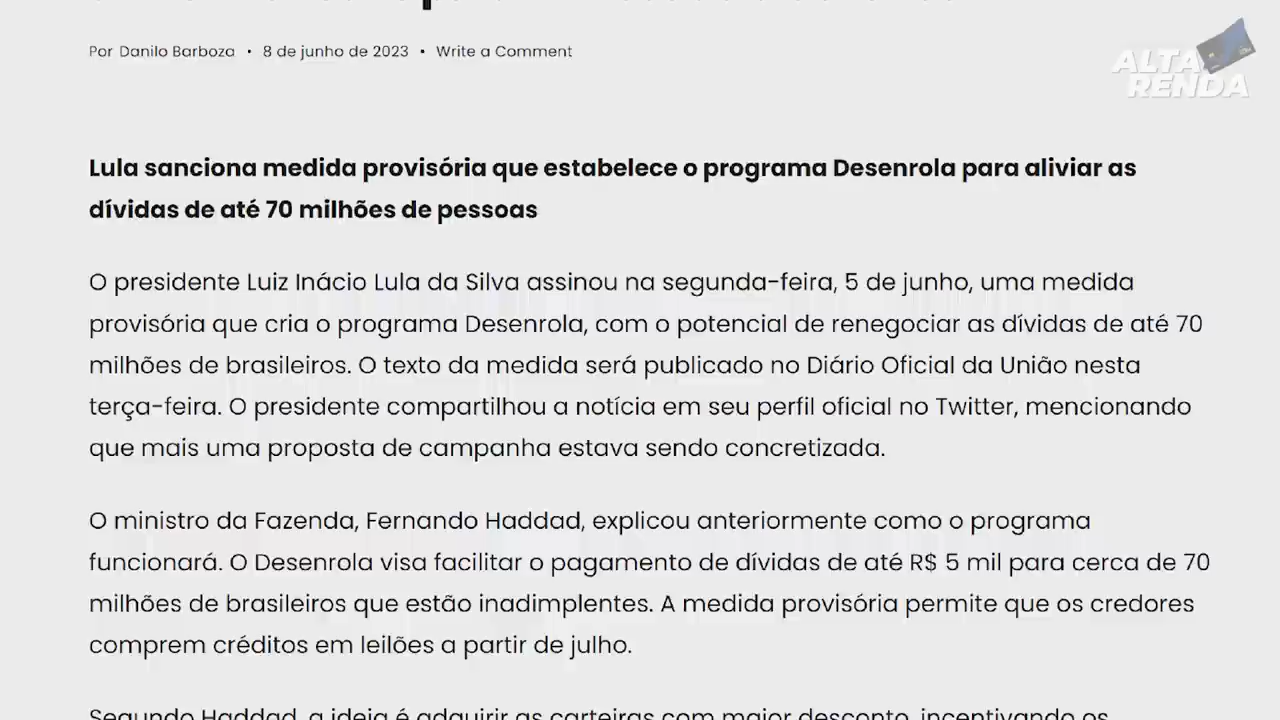 Por Danilo Barboza • 8 de junho de 2023 • Write a Comment
ALTA
RENDA
Lula sanciona medida provisória que estabelece o programa Desenrola para aliviar as
dívidas de até 70 milhões de pessoas
O presidente Luiz Inácio Lula da Silva assinou na segunda-feira, 5 de junho, uma medida
provisória que cria o programa Desenrola, com o potencial de renegociar as dívidas de até 70
milhões de brasileiros. O texto da medida será publicado no Diário Oficial da União nesta
terça-feira. O presidente compartilhou a notícia em seu perfil oficial no Twitter, mencionando
que mais uma proposta de campanha estava sendo concretizada.
O ministro da Fazenda, Fernando Haddad, explicou anteriormente como o programa
funcionará. O Desenrola visa facilitar o pagamento de dívidas de até R$ 5 mil para cerca de 70
milhões de brasileiros que estão inadimplentes. A medida provisória permite que os credores
comprem créditos em leilões a partir de julho.
Segundo Haddad, a ideia é adquirir as carteiras com maior desconto, incentivando os